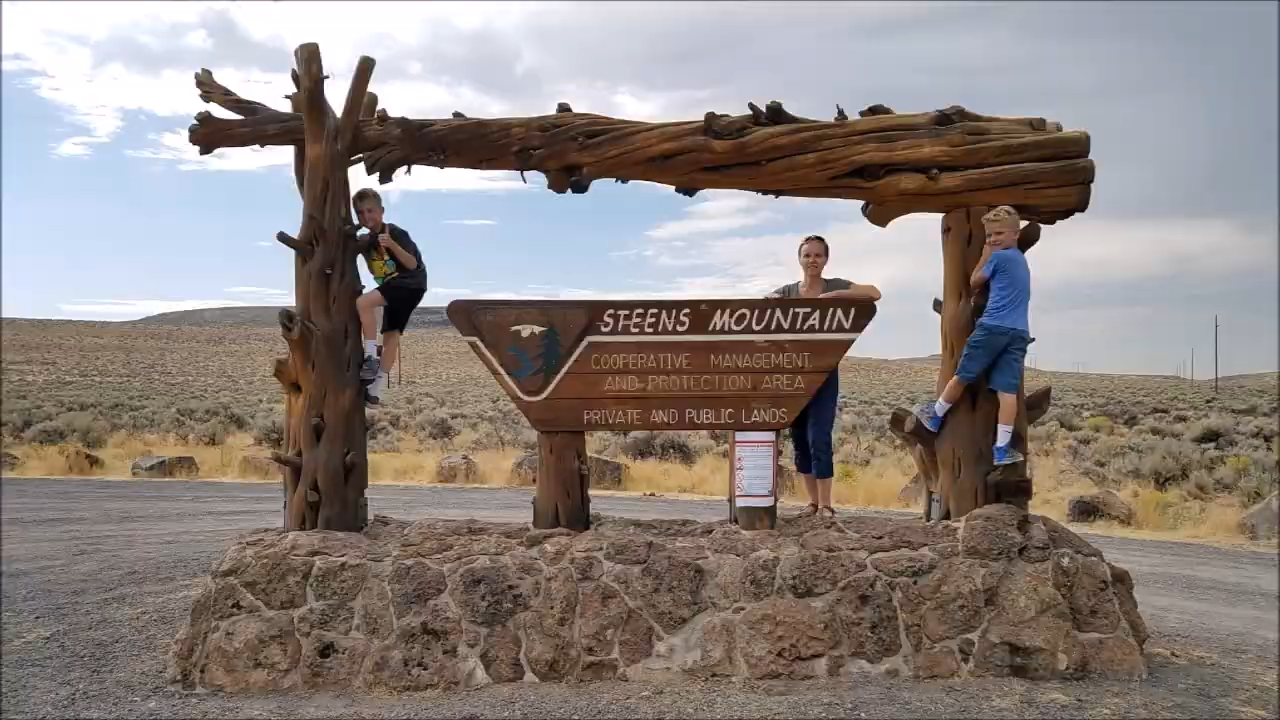 STEENS MOUNTAIN
COOPERATIVE MANAGEMENT
AND PROTECTION AREA
PRIVATE AND PUBLIC LANDS